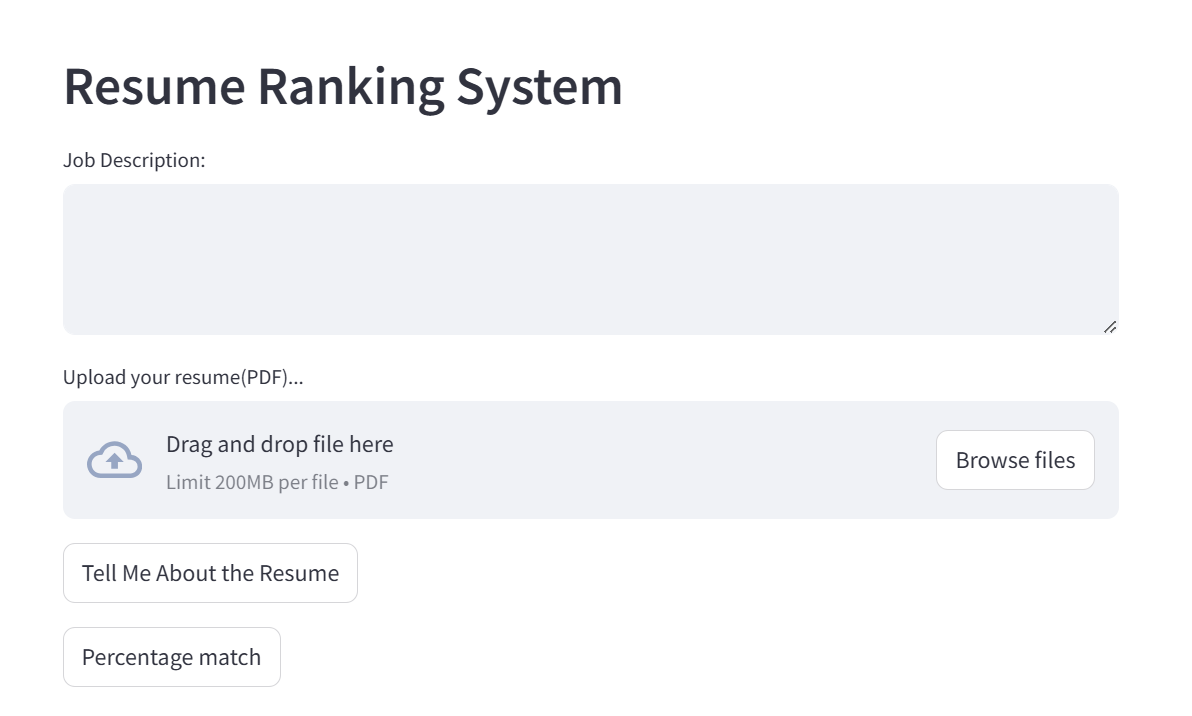 Resume Ranking System
Job Description:
Upload your resume(PDF)...
Drag and drop file here
Limit 200MB per file • PDF
Browse files
Tell Me About the Resume
Percentage match